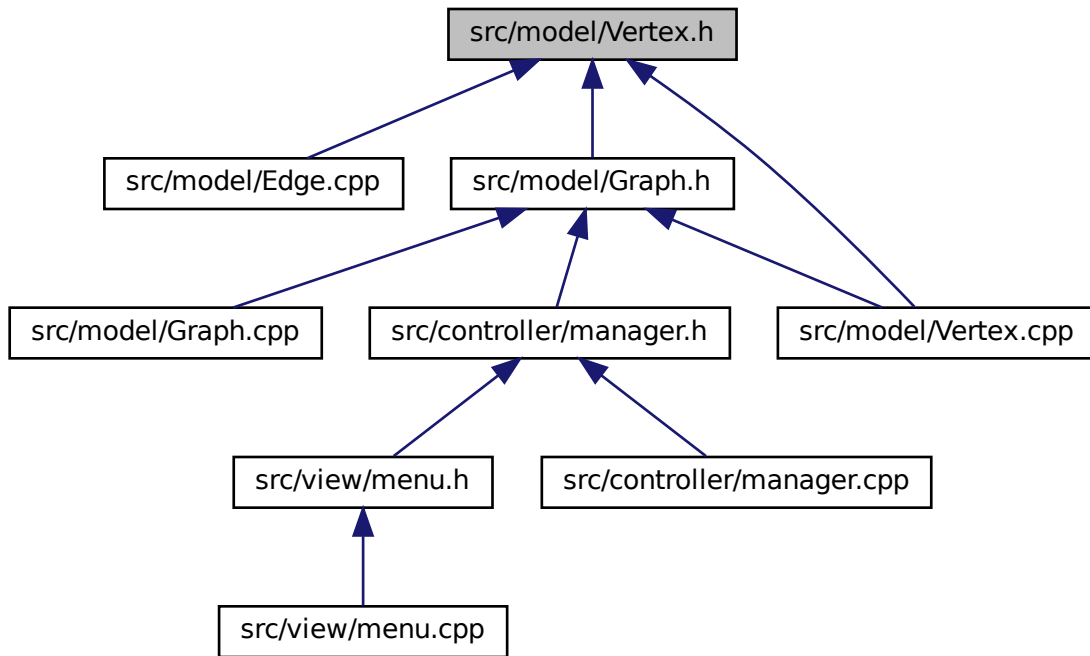 src/model/Vertex.h
src/model/Edge.cpp
src/model/Graph.h
src/model/Graph.cpp
src/controller/manager.h
src/model/Vertex.cpp
src/view/menu.h
src/controller/manager.cpp
src/view/menu.cpp